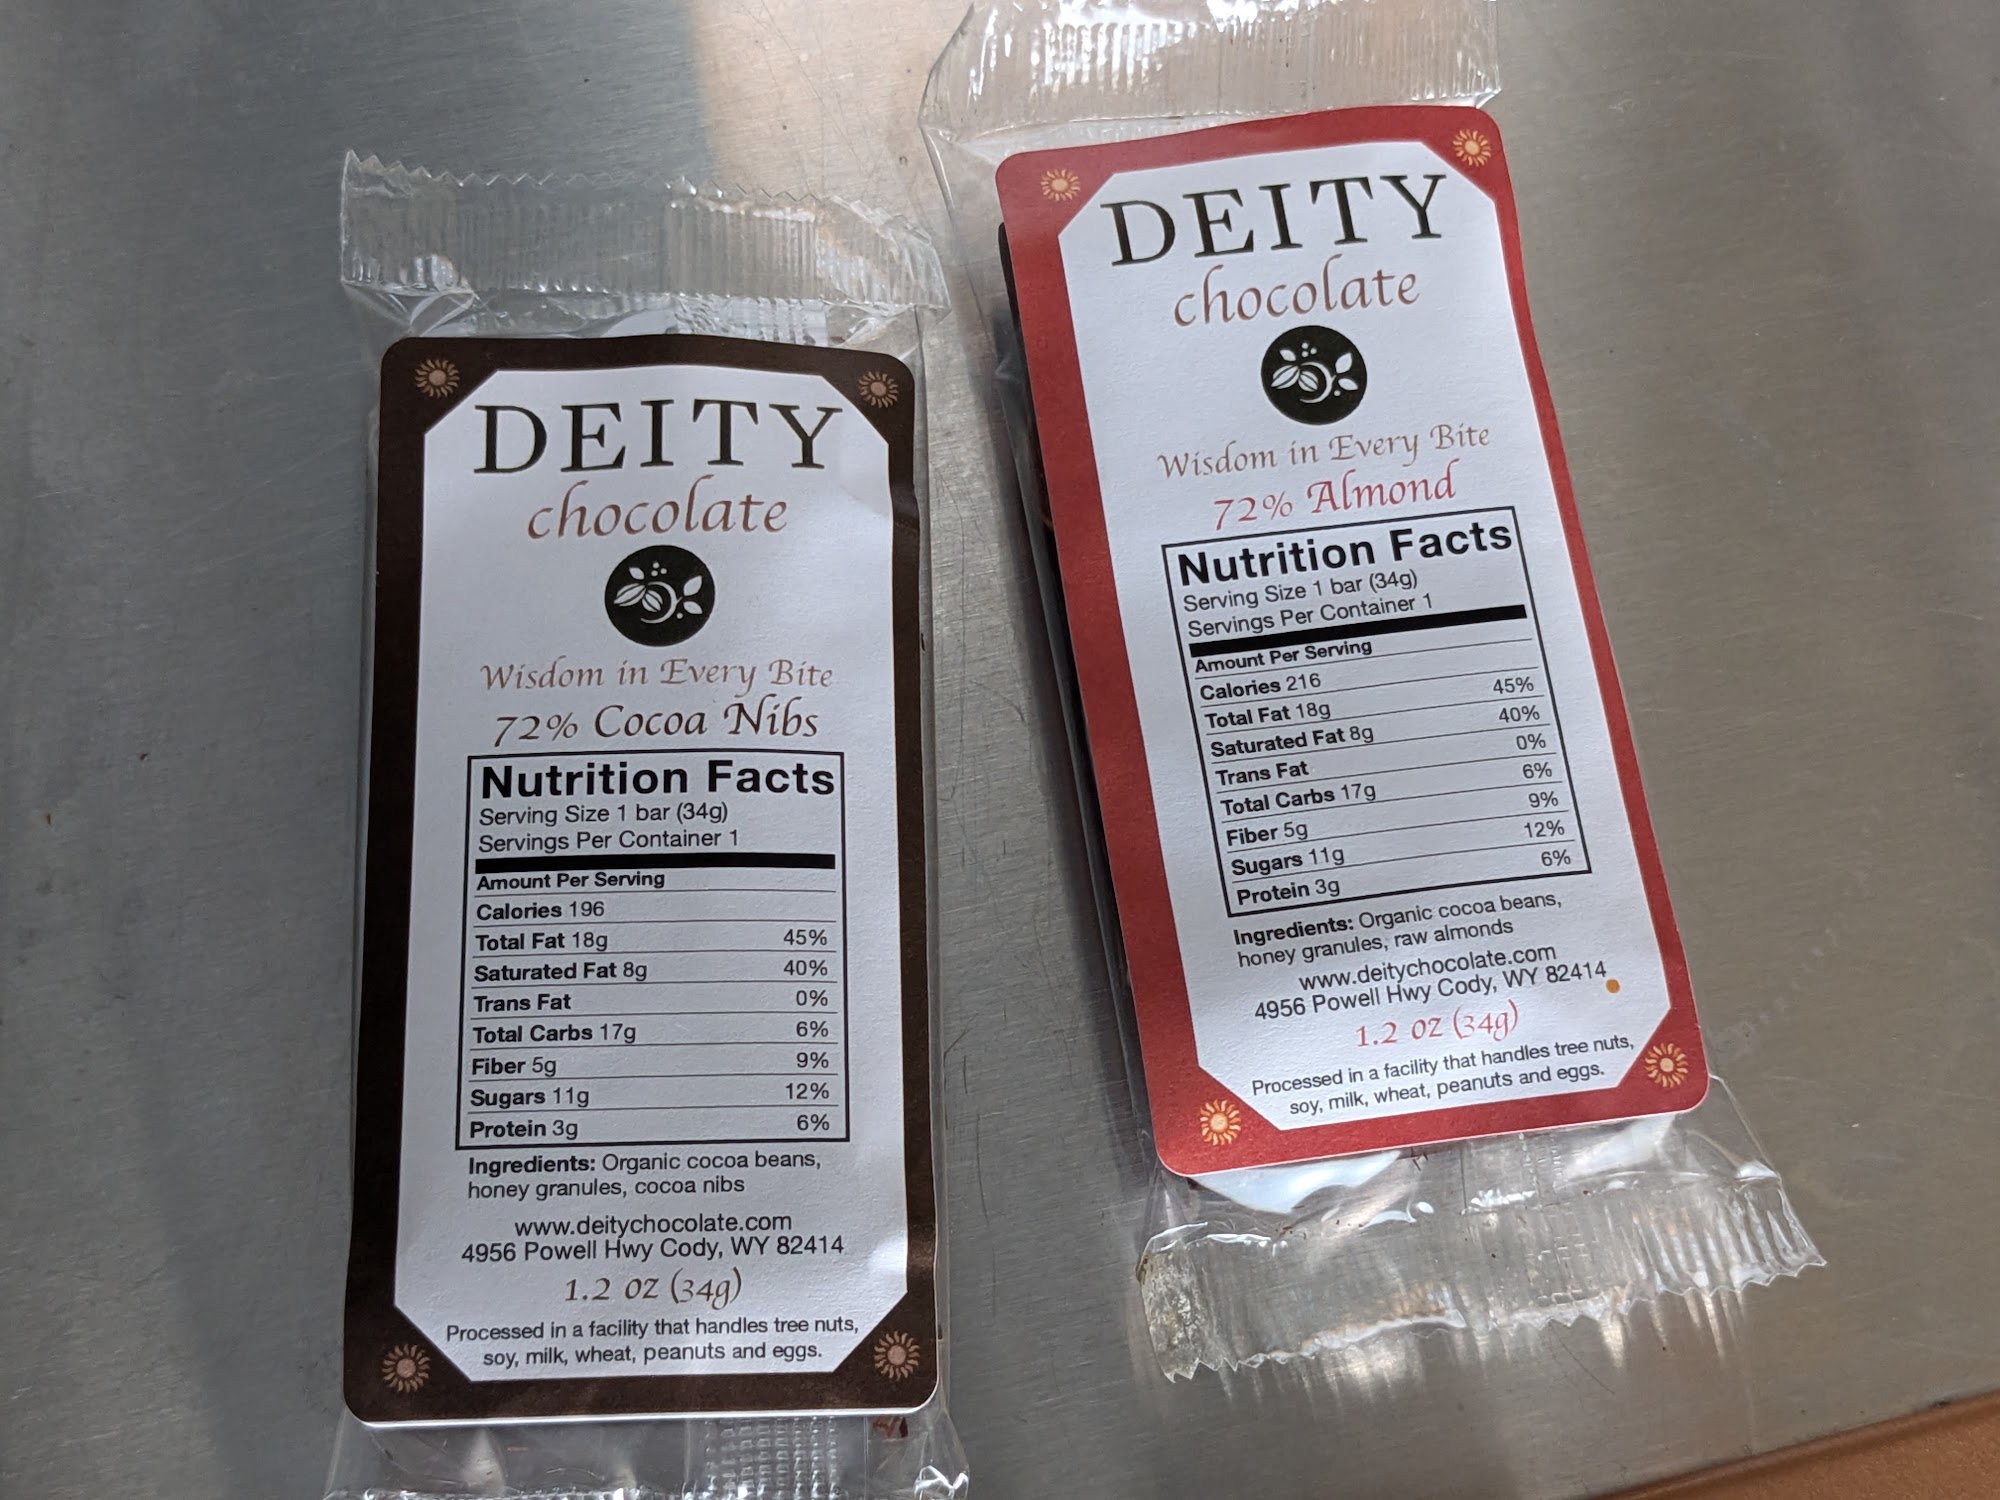 DEITY
chocolate
Wisdom in Every Bite
72% Cocoa Nibs
Nutrition Facts
Serving Size 1 bar (34g)
Servings Per Container 1
Amount Per Serving
Calories 196
Total Fat 18g 45%
Saturated Fat 8g 40%
Trans Fat 0%
Total Carbs 17g 6%
Fiber 5g 9%
Sugars 11g 12%
Protein 3g 6%
Ingredients: Organic cocoa beans,
honey granules, cocoa nibs
www.deitychocolate.com
4956 Powell Hwy Cody, WY 82414
1.2 oz (34g)
Processed in a facility that handles tree nuts,
soy, milk, wheat, peanuts and eggs.
DEITY
chocolate
Wisdom in Every Bite
72% Almond
Nutrition Facts
Serving Size 1 bar (34g)
Servings Per Container 1
Amount Per Serving
Calories 216
Total Fat 18g 45%
Saturated Fat 8g 40%
Trans Fat 0%
Total Carbs 17g 6%
Fiber 5g 9%
Sugars 11g 12%
Protein 3g 6%
Ingredients: Organic cocoa beans,
honey granules, raw almonds
www.deitychocolate.com
4956 Powell Hwy Cody, WY 82414
1.2 oz (34g)
Processed in a facility that handles tree nuts,
soy, milk, wheat, peanuts and eggs.